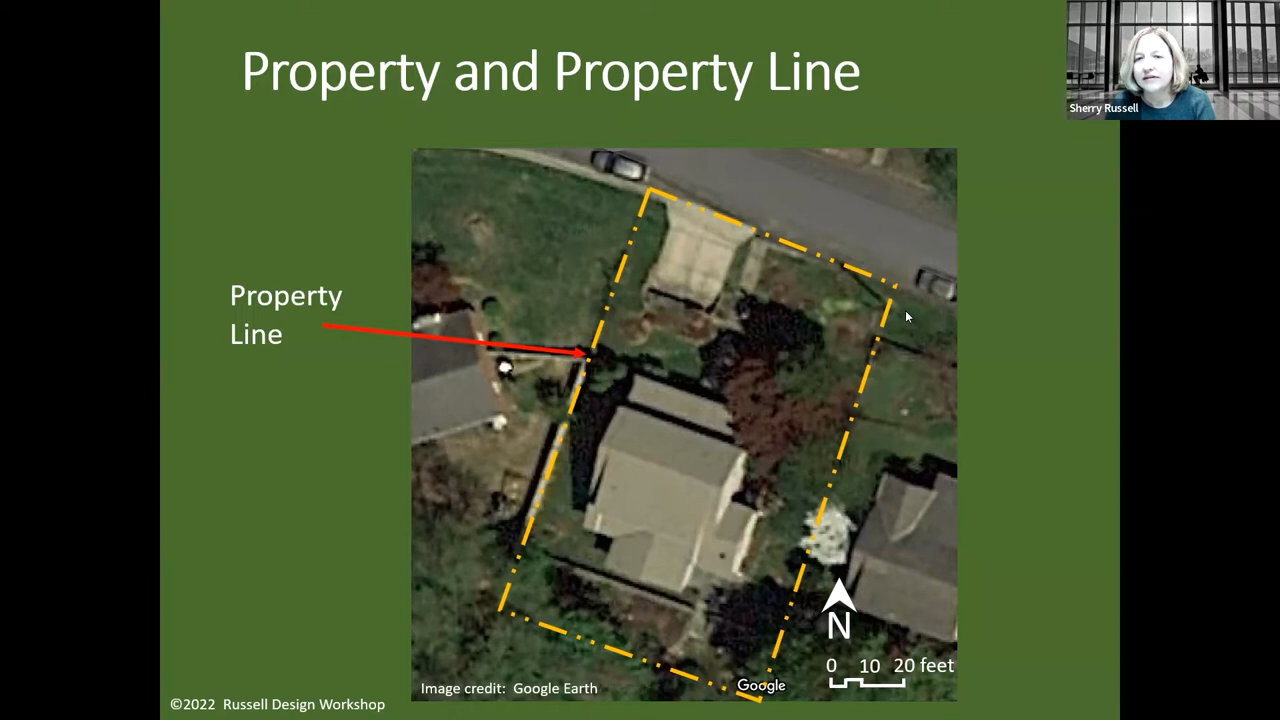 Property and Property Line
Sherry Russell
Property
Line
N
0 10 20 feet
Image credit: Google Earth
Google
©2022 Russell Design Workshop